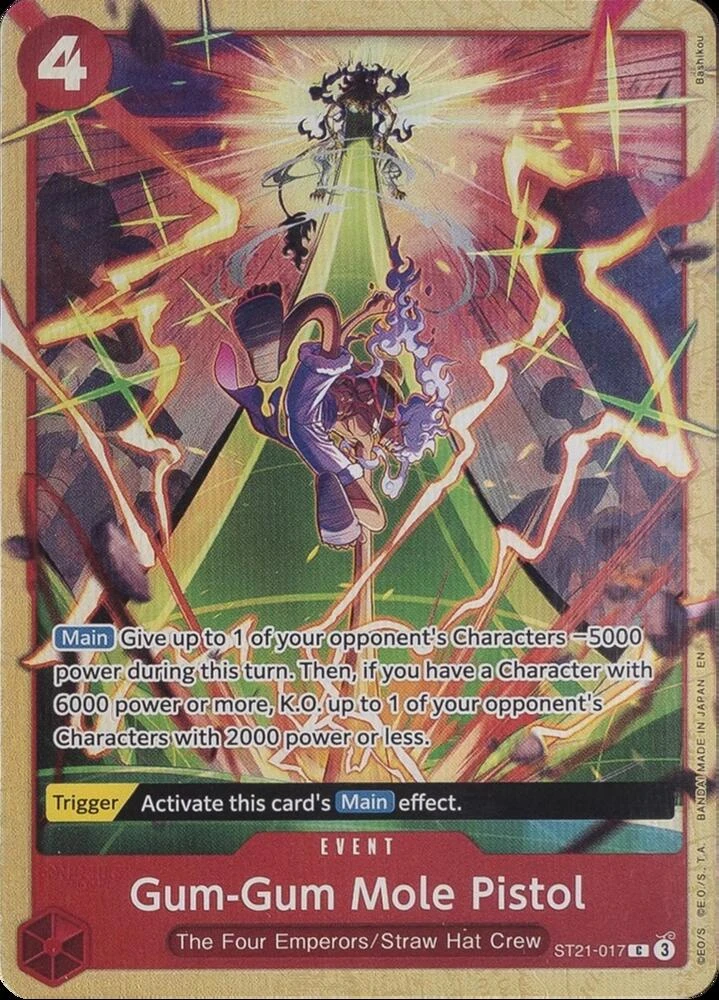 4
Bashikou
Main Give up to 1 of your opponent's Characters −5000
power during this turn. Then, if you have a Character with
6000 power or more, K.O. up to 1 of your opponent's
Characters with 2000 power or less.
Trigger Activate this card's Main effect.
EVENT
Gum-Gum Mole Pistol
The Four Emperors/Straw Hat Crew
ST21-017 C 3
©EO/S. ©E.O./S., T.A. BANDAI MADE IN JAPAN EN